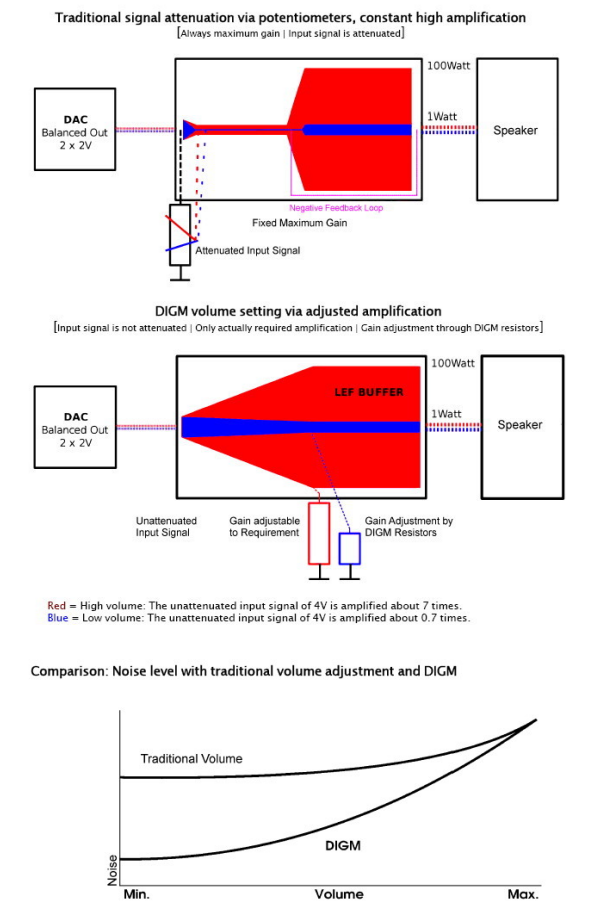 Traditional signal attenuation via potentiometers, constant high amplification
[Always maximum gain | Input signal is attenuated]
100Watt
DAC
Balanced Out
2 x 2V
1Watt
Speaker
Negative Feedback Loop
Fixed Maximum Gain
Attenuated Input Signal
DIGM volume setting via adjusted amplification
[Input signal is not attenuated | Only actually required amplification | Gain adjustment through DIGM resistors]
100Watt
LEF BUFFER
DAC
Balanced Out
2 x 2V
1Watt
Speaker
Unattenuated
Input Signal
Gain adjustable
to Requirement
Gain Adjustment by
DIGM Resistors
Red = High volume: The unattenuated input signal of 4V is amplified about 7 times.
Blue = Low volume: The unattenuated input signal of 4V is amplified about 0.7 times.
Comparison: Noise level with traditional volume adjustment and DIGM
Traditional Volume
DIGM
Noise
Min.
Volume
Max.